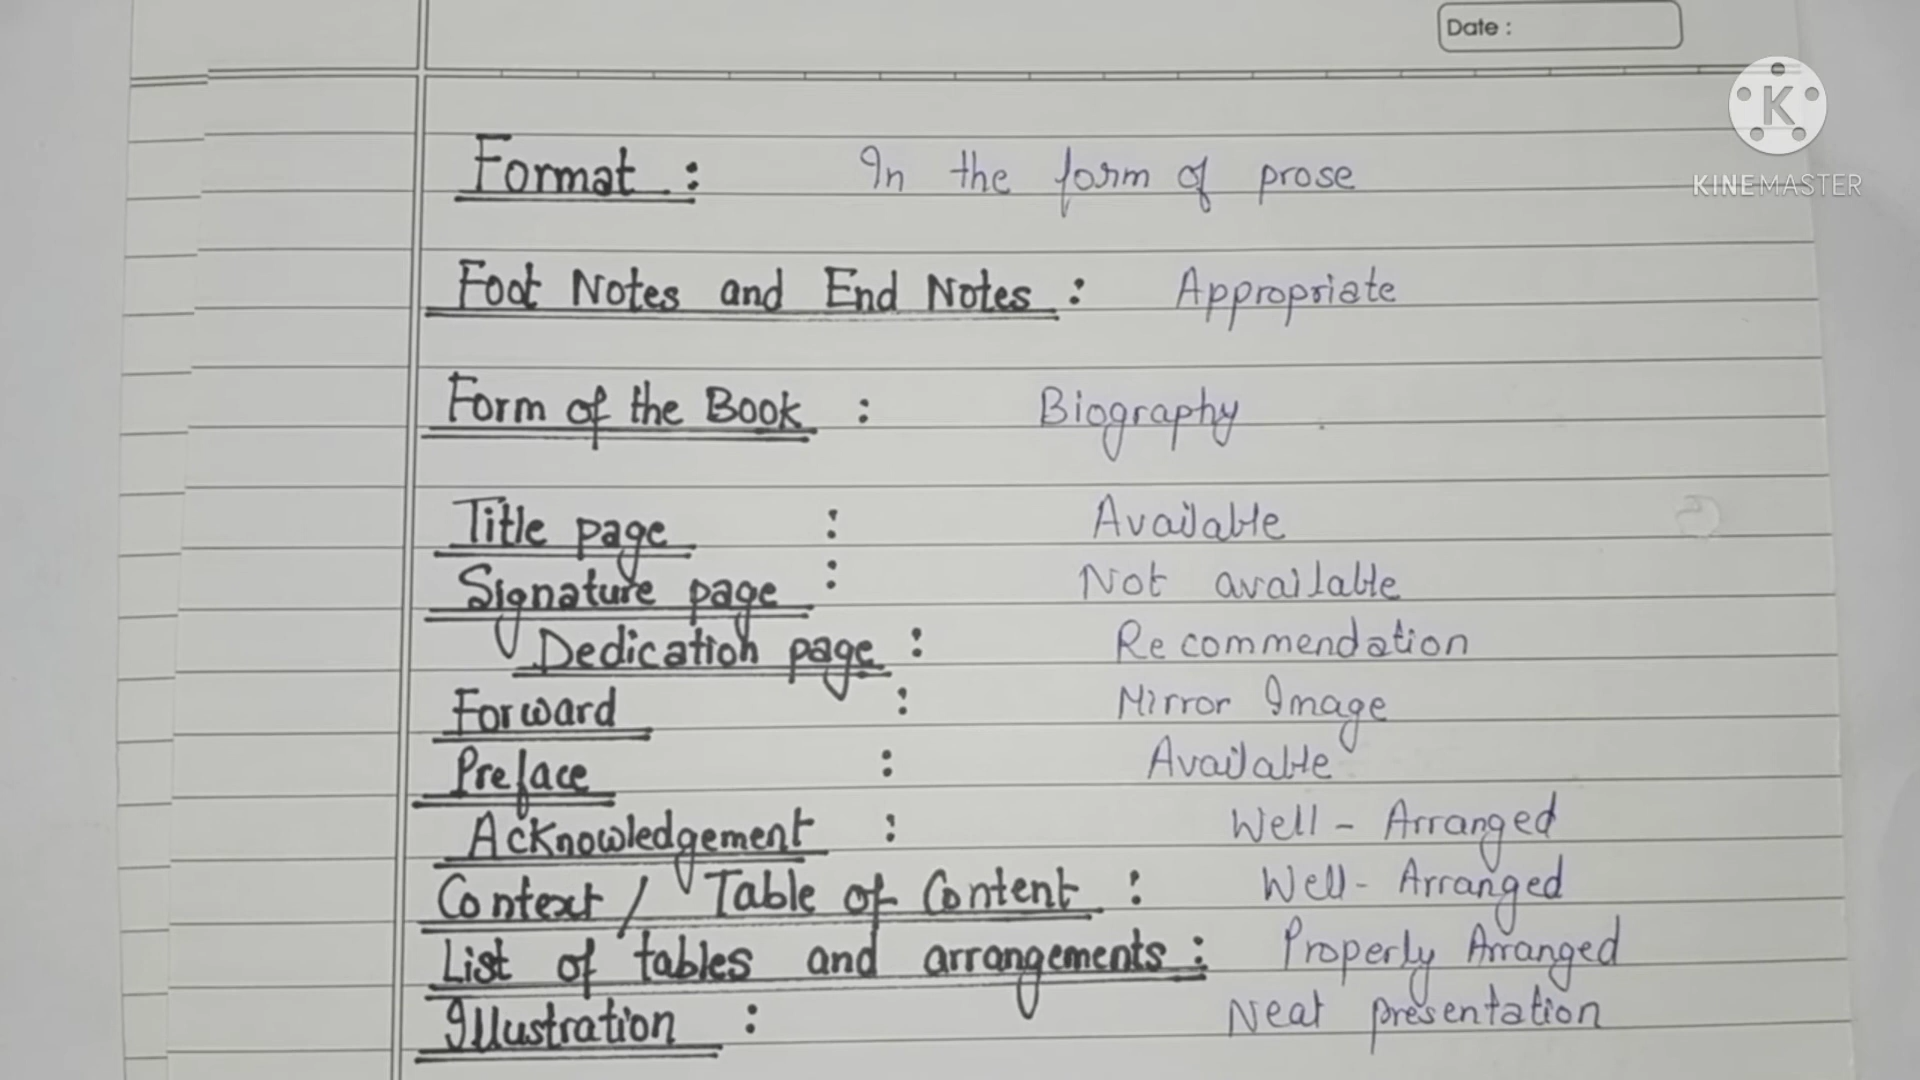 Date :
K
KINEMASTER
Format : In the form of prose
Foot Notes and End Notes : Appropriate
Form of the Book : Biography
Title page : Available
Signature page : Not available
Dedication page : Recommendation
Forward : Mirror Image
Preface : Available
Acknowledgement : Well - Arranged
Context / Table of Content : Well - Arranged
List of tables and arrangements : Properly Arranged
Illustration : Neat presentation